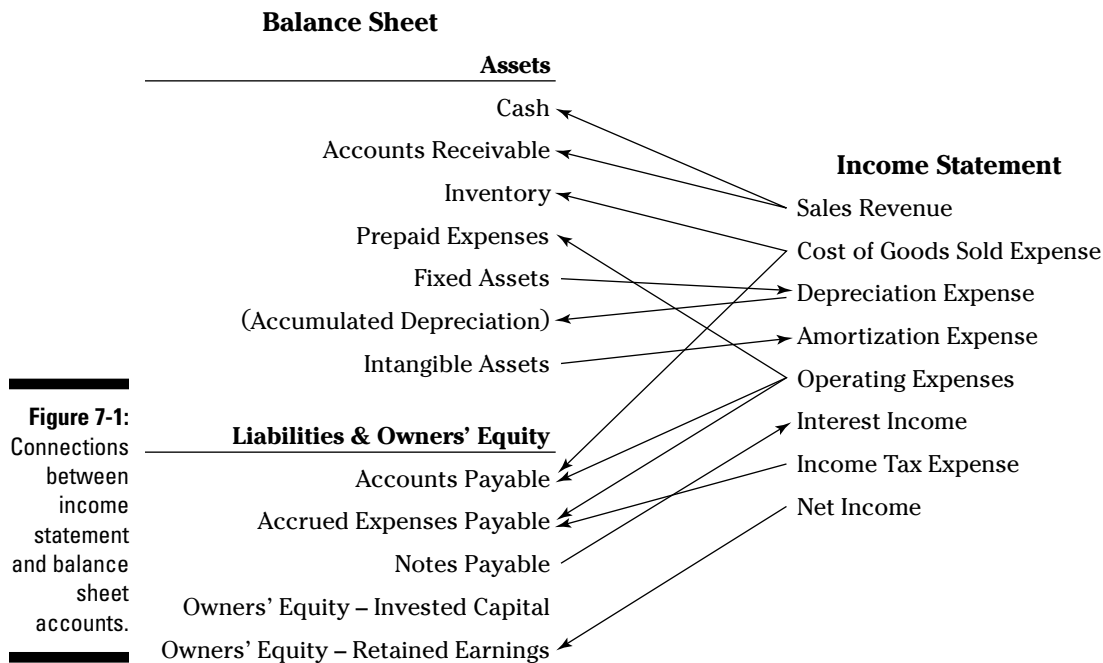 Balance Sheet
Assets
Cash
Accounts Receivable
Inventory
Prepaid Expenses
Fixed Assets
(Accumulated Depreciation)
Intangible Assets
Liabilities & Owners’ Equity
Accounts Payable
Accrued Expenses Payable
Notes Payable
Owners’ Equity – Invested Capital
Owners’ Equity – Retained Earnings
Income Statement
Sales Revenue
Cost of Goods Sold Expense
Depreciation Expense
Amortization Expense
Operating Expenses
Interest Income
Income Tax Expense
Net Income
Figure 7-1:
Connections
between
income
statement
and balance
sheet
accounts.